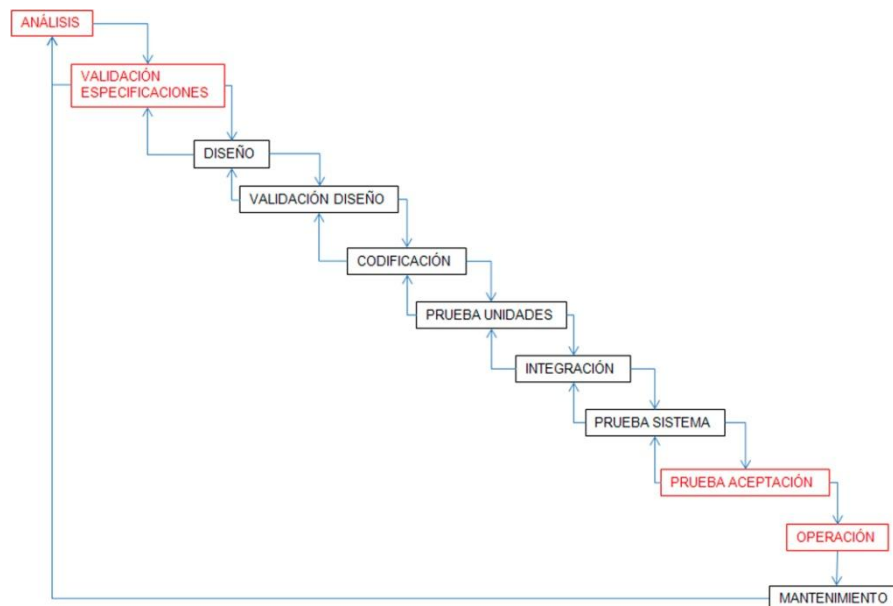 ANÁLISIS
VALIDACIÓN
ESPECIFICACIONES
DISEÑO
VALIDACIÓN DISEÑO
CODIFICACIÓN
PRUEBA UNIDADES
INTEGRACIÓN
PRUEBA SISTEMA
PRUEBA ACEPTACIÓN
OPERACIÓN
MANTENIMIENTO